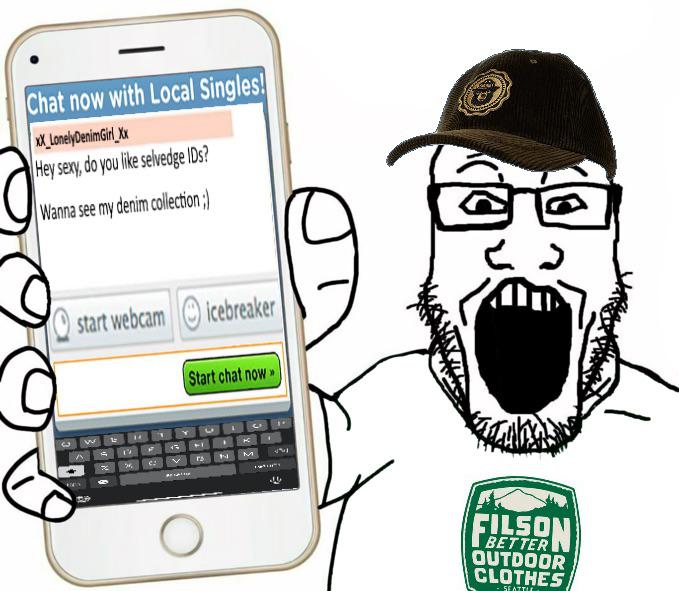 Chat now with Local Singles!
xX_LonelyDenimGirl_Xx
Hey sexy, do you like selvedge IDs?
Wanna see my denim collection ;)
start webcam
icebreaker
Start chat now »
FILSON
BETTER
OUTDOOR
CLOTHES
- SEATTLE -